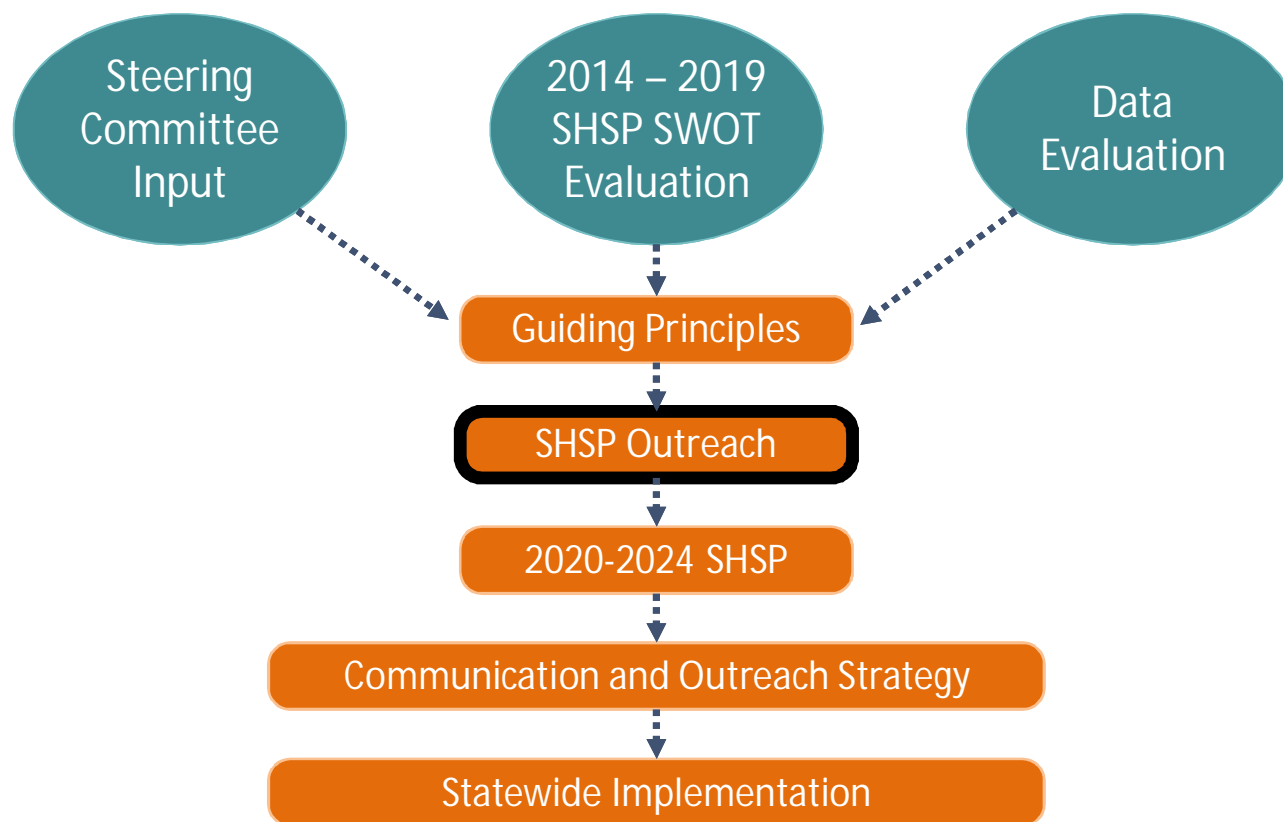 Steering
Committee
Input
2014 – 2019
SHSP SWOT
Evaluation
Data
Evaluation
Guiding Principles
SHSP Outreach
2020-2024 SHSP
Communication and Outreach Strategy
Statewide Implementation